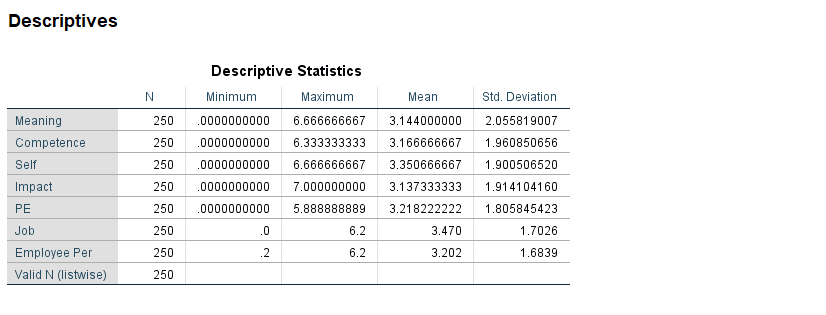 Descriptives
Descriptive Statistics
N Minimum Maximum Mean Std. Deviation
Meaning 250 .0000000000 6.666666667 3.144000000 2.055819007
Competence 250 .0000000000 6.333333333 3.166666667 1.960850656
Self 250 .0000000000 6.666666667 3.350666667 1.900506520
Impact 250 .0000000000 7.000000000 3.137333333 1.914104160
PE 250 .0000000000 5.888888889 3.218222222 1.805845423
Job 250 .0 6.2 3.470 1.7026
Employee Per 250 .2 6.2 3.202 1.6839
Valid N (listwise) 250